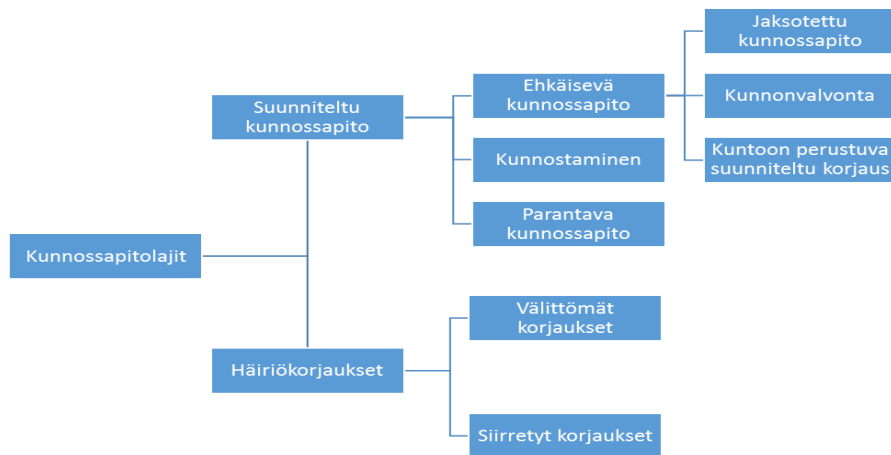 Kunnossapitolajit
Suunniteltu
kunnossapito
Ehkäisevä
kunnossapito
Jaksotettu
kunnossapito
Kunnonvalvonta
Kuntoon perustuva
suunniteltu korjaus
Kunnostaminen
Parantava
kunnossapito
Häiriökorjaukset
Välittömät
korjaukset
Siirretyt korjaukset